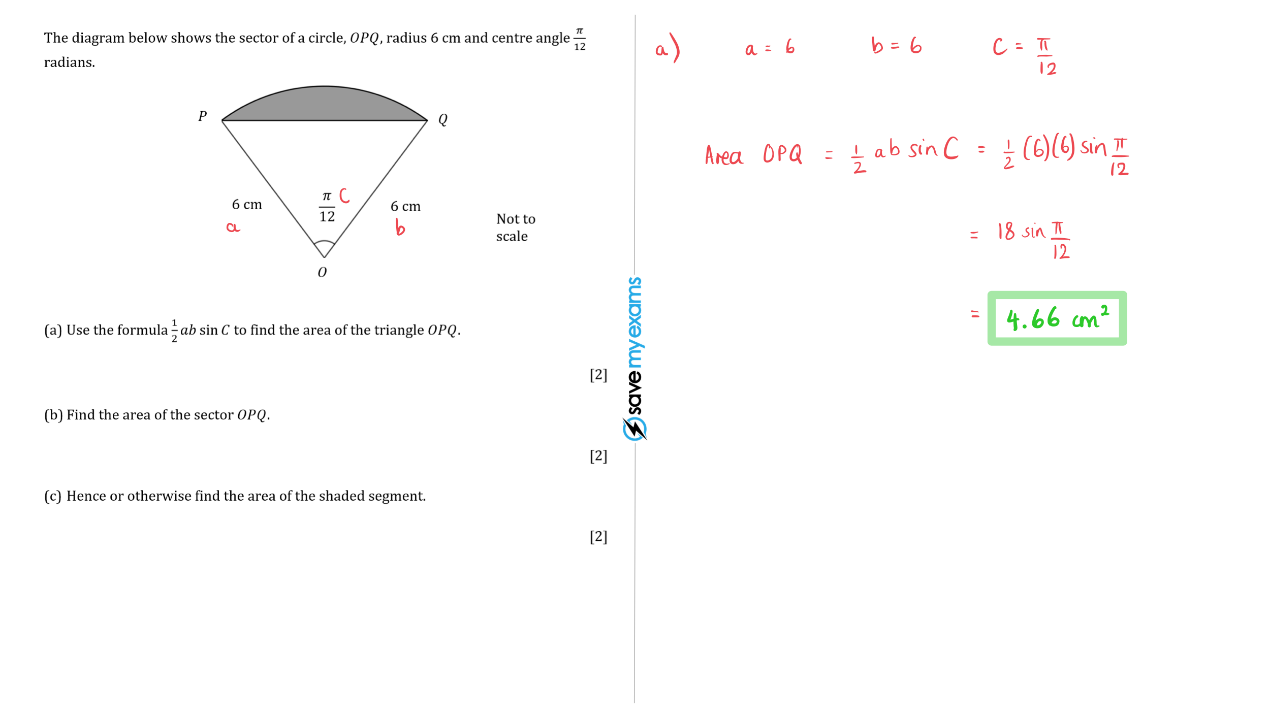 The diagram below shows the sector of a circle, OPQ, radius 6 cm and centre angle π/12
radians.
P
Q
6 cm
a
π/12 C
6 cm
b
O
Not to
scale
(a) Use the formula 1/2 ab sin C to find the area of the triangle OPQ.
[2]
(b) Find the area of the sector OPQ.
[2]
(c) Hence or otherwise find the area of the shaded segment.
[2]
savemyexams
a) a = 6 b = 6 C = π/12
Area OPQ = 1/2 ab sin C = 1/2 (6)(6) sin π/12
= 18 sin π/12
= 4.66 cm²